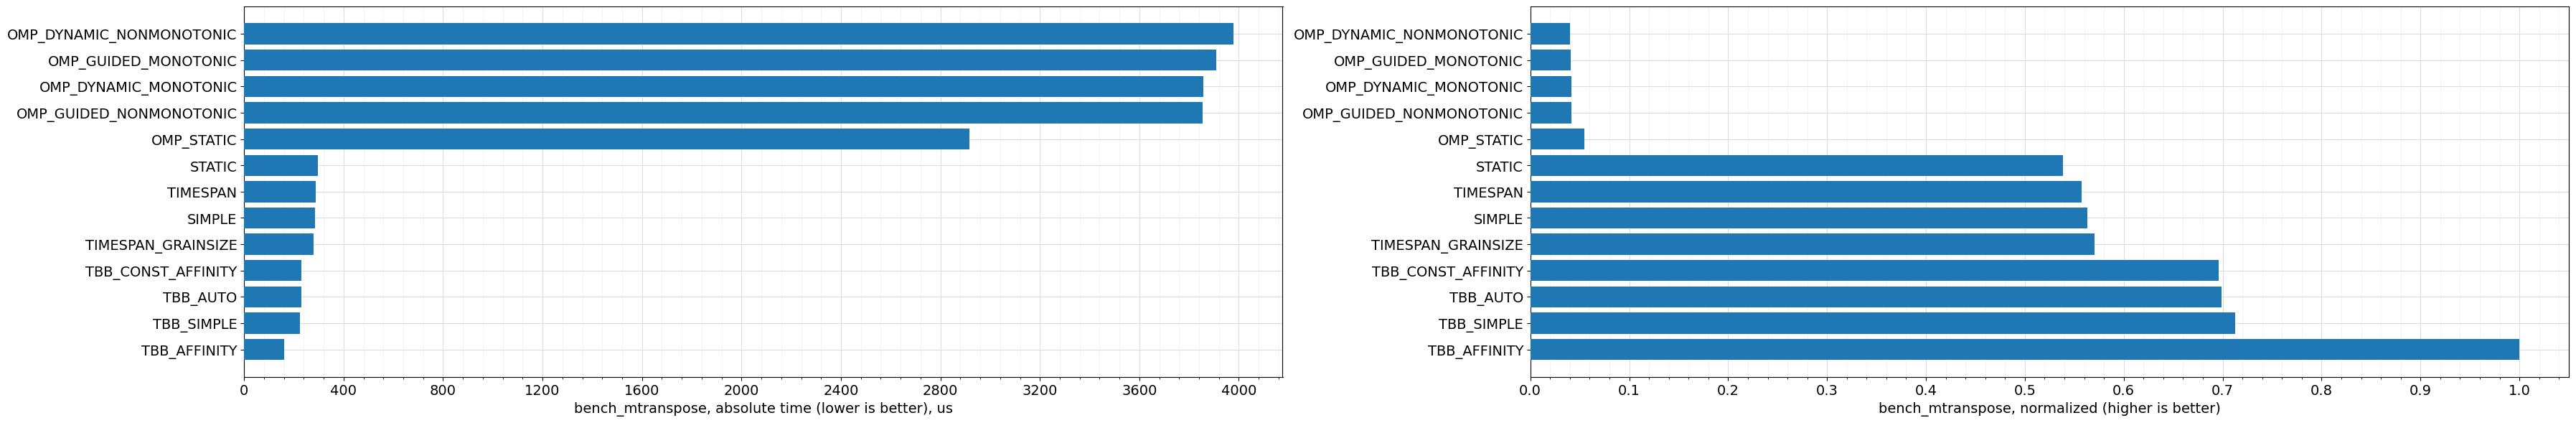 OMP_DYNAMIC_NONMONOTONIC
OMP_GUIDED_MONOTONIC
OMP_DYNAMIC_MONOTONIC
OMP_GUIDED_NONMONOTONIC
OMP_STATIC
STATIC
TIMESPAN
SIMPLE
TIMESPAN_GRAINSIZE
TBB_CONST_AFFINITY
TBB_AUTO
TBB_SIMPLE
TBB_AFFINITY
0 400 800 1200 1600 2000 2400 2800 3200 3600 4000
bench_mtranspose, absolute time (lower is better), us
OMP_DYNAMIC_NONMONOTONIC
OMP_GUIDED_MONOTONIC
OMP_DYNAMIC_MONOTONIC
OMP_GUIDED_NONMONOTONIC
OMP_STATIC
STATIC
TIMESPAN
SIMPLE
TIMESPAN_GRAINSIZE
TBB_CONST_AFFINITY
TBB_AUTO
TBB_SIMPLE
TBB_AFFINITY
0.0 0.1 0.2 0.3 0.4 0.5 0.6 0.7 0.8 0.9 1.0
bench_mtranspose, normalized (higher is better)